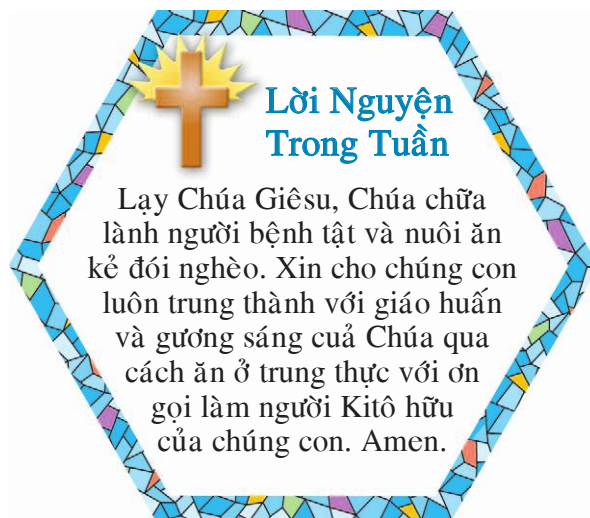 Lời Nguyện
Trong Tuần
Lạy Chúa Giêsu, Chúa chữa
lành người bệnh tật và nuôi ăn
kẻ đói nghèo. Xin cho chúng con
luôn trung thành với giáo huấn
và gương sáng cuả Chúa qua
cách ăn ở trung thực với ơn
gọi làm người Kitô hữu
của chúng con. Amen.